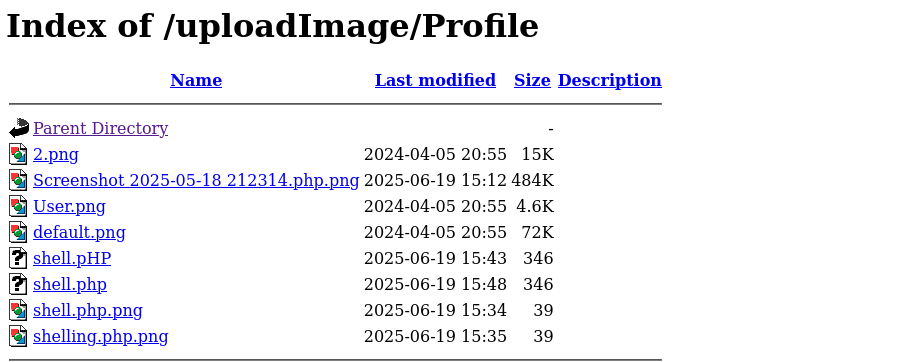 Index of /uploadImage/Profile
Name Last modified Size Description
Parent Directory -
2.png 2024-04-05 20:55 15K
Screenshot 2025-05-18 212314.php.png 2025-06-19 15:12 484K
User.png 2024-04-05 20:55 4.6K
default.png 2024-04-05 20:55 72K
shell.pHP 2025-06-19 15:43 346
shell.php 2025-06-19 15:48 346
shell.php.png 2025-06-19 15:34 39
shelling.php.png 2025-06-19 15:35 39